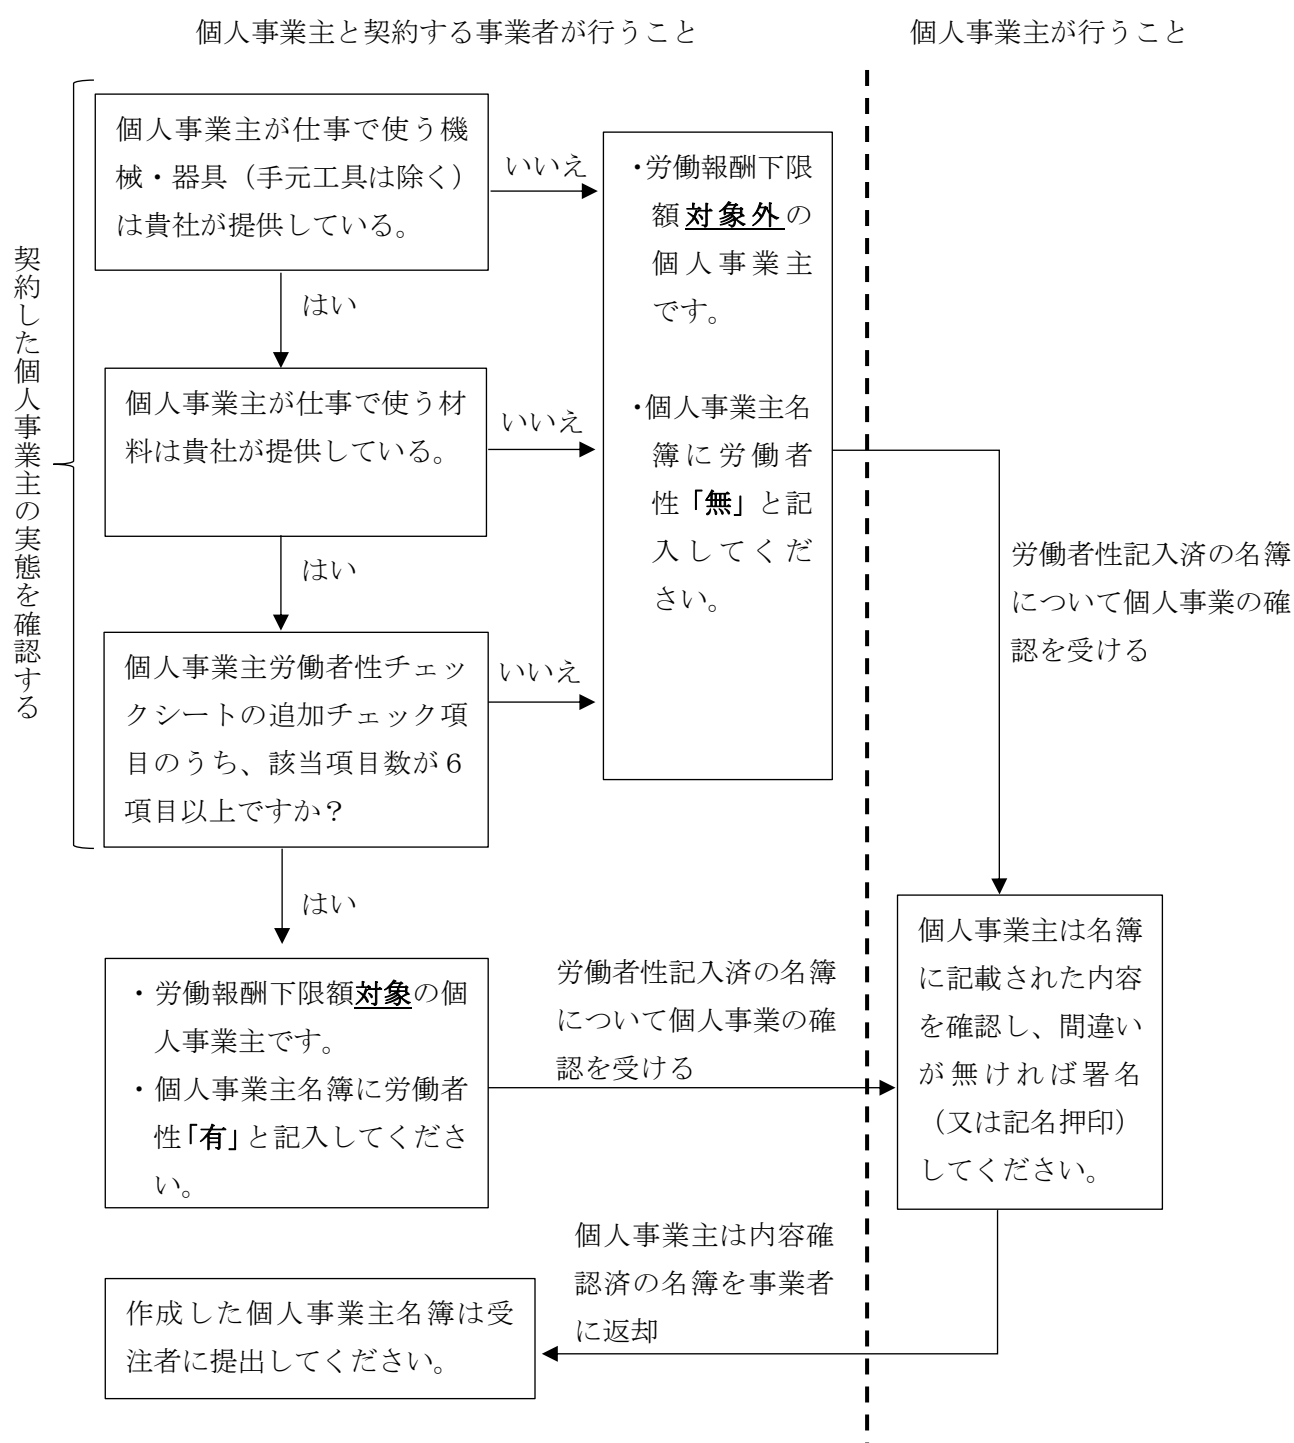 個人事業主と契約する事業者が行うこと
個人事業主が行うこと
契約した個人事業主の実態を確認する
個人事業主が仕事で使う機
械・器具（手元工具は除く）
は貴社が提供している。
いいえ
はい
個人事業主が仕事で使う材
料は貴社が提供している。
いいえ
はい
個人事業主労働者性チェッ
クシートの追加チェック項
目のうち、該当項目数が６
項目以上ですか？
いいえ
はい
・労働報酬下限
額対象外の
個人事業主
です。
・個人事業主名
簿に労働者
性「無」と記
入してくだ
さい。
労働者性記入済の名簿
について個人事業の確
認を受ける
・労働報酬下限額対象の個
人事業主です。
・個人事業主名簿に労働者
性「有」と記入してくださ
い。
労働者性記入済の名簿
について個人事業の確
認を受ける
個人事業主は名簿
に記載された内容
を確認し、間違い
が無ければ署名
（又は記名押印）
してください。
個人事業主は内容確
認済の名簿を事業者
に返却
作成した個人事業主名簿は受
注者に提出してください。